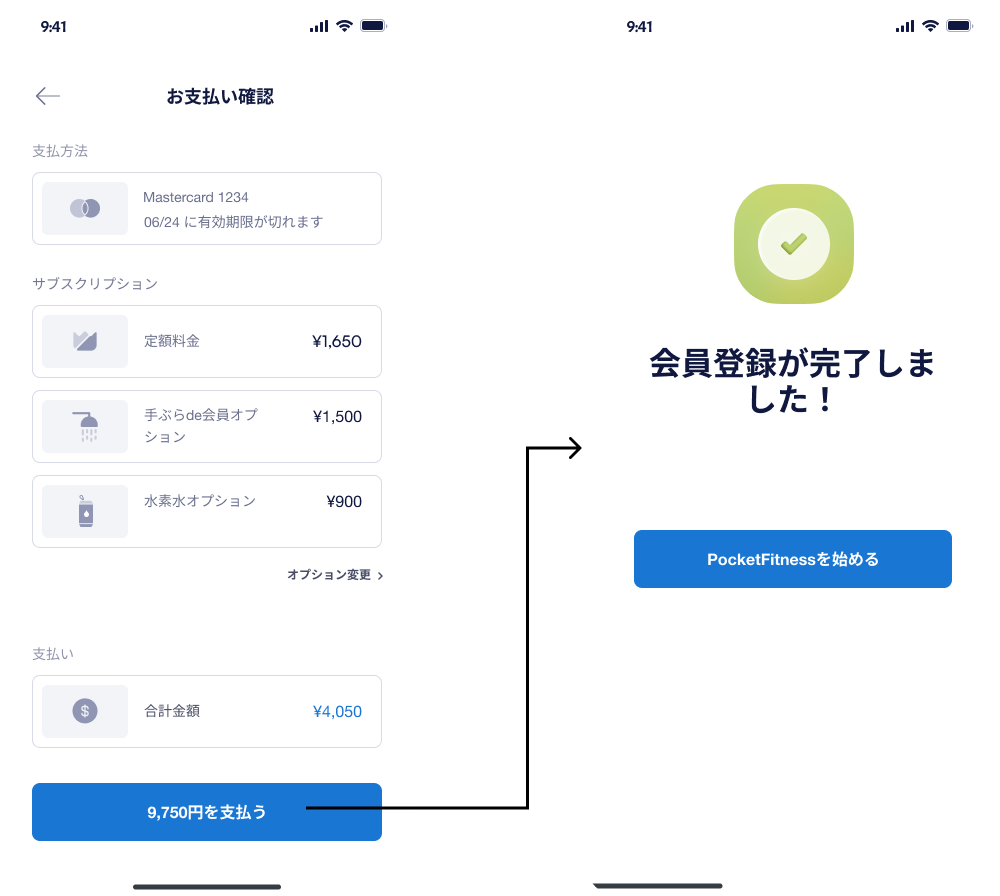 9:41
お支払い確認
支払方法
Mastercard 1234
06/24 に有効期限が切れます
サブスクリプション
定額料金
¥1,650
手ぶらde会員オプ
ション
¥1,500
水素水オプション
¥900
オプション変更
支払い
$
合計金額
¥4,050
9,750円を支払う
9:41
会員登録が完了しま
した！
PocketFitnessを始める